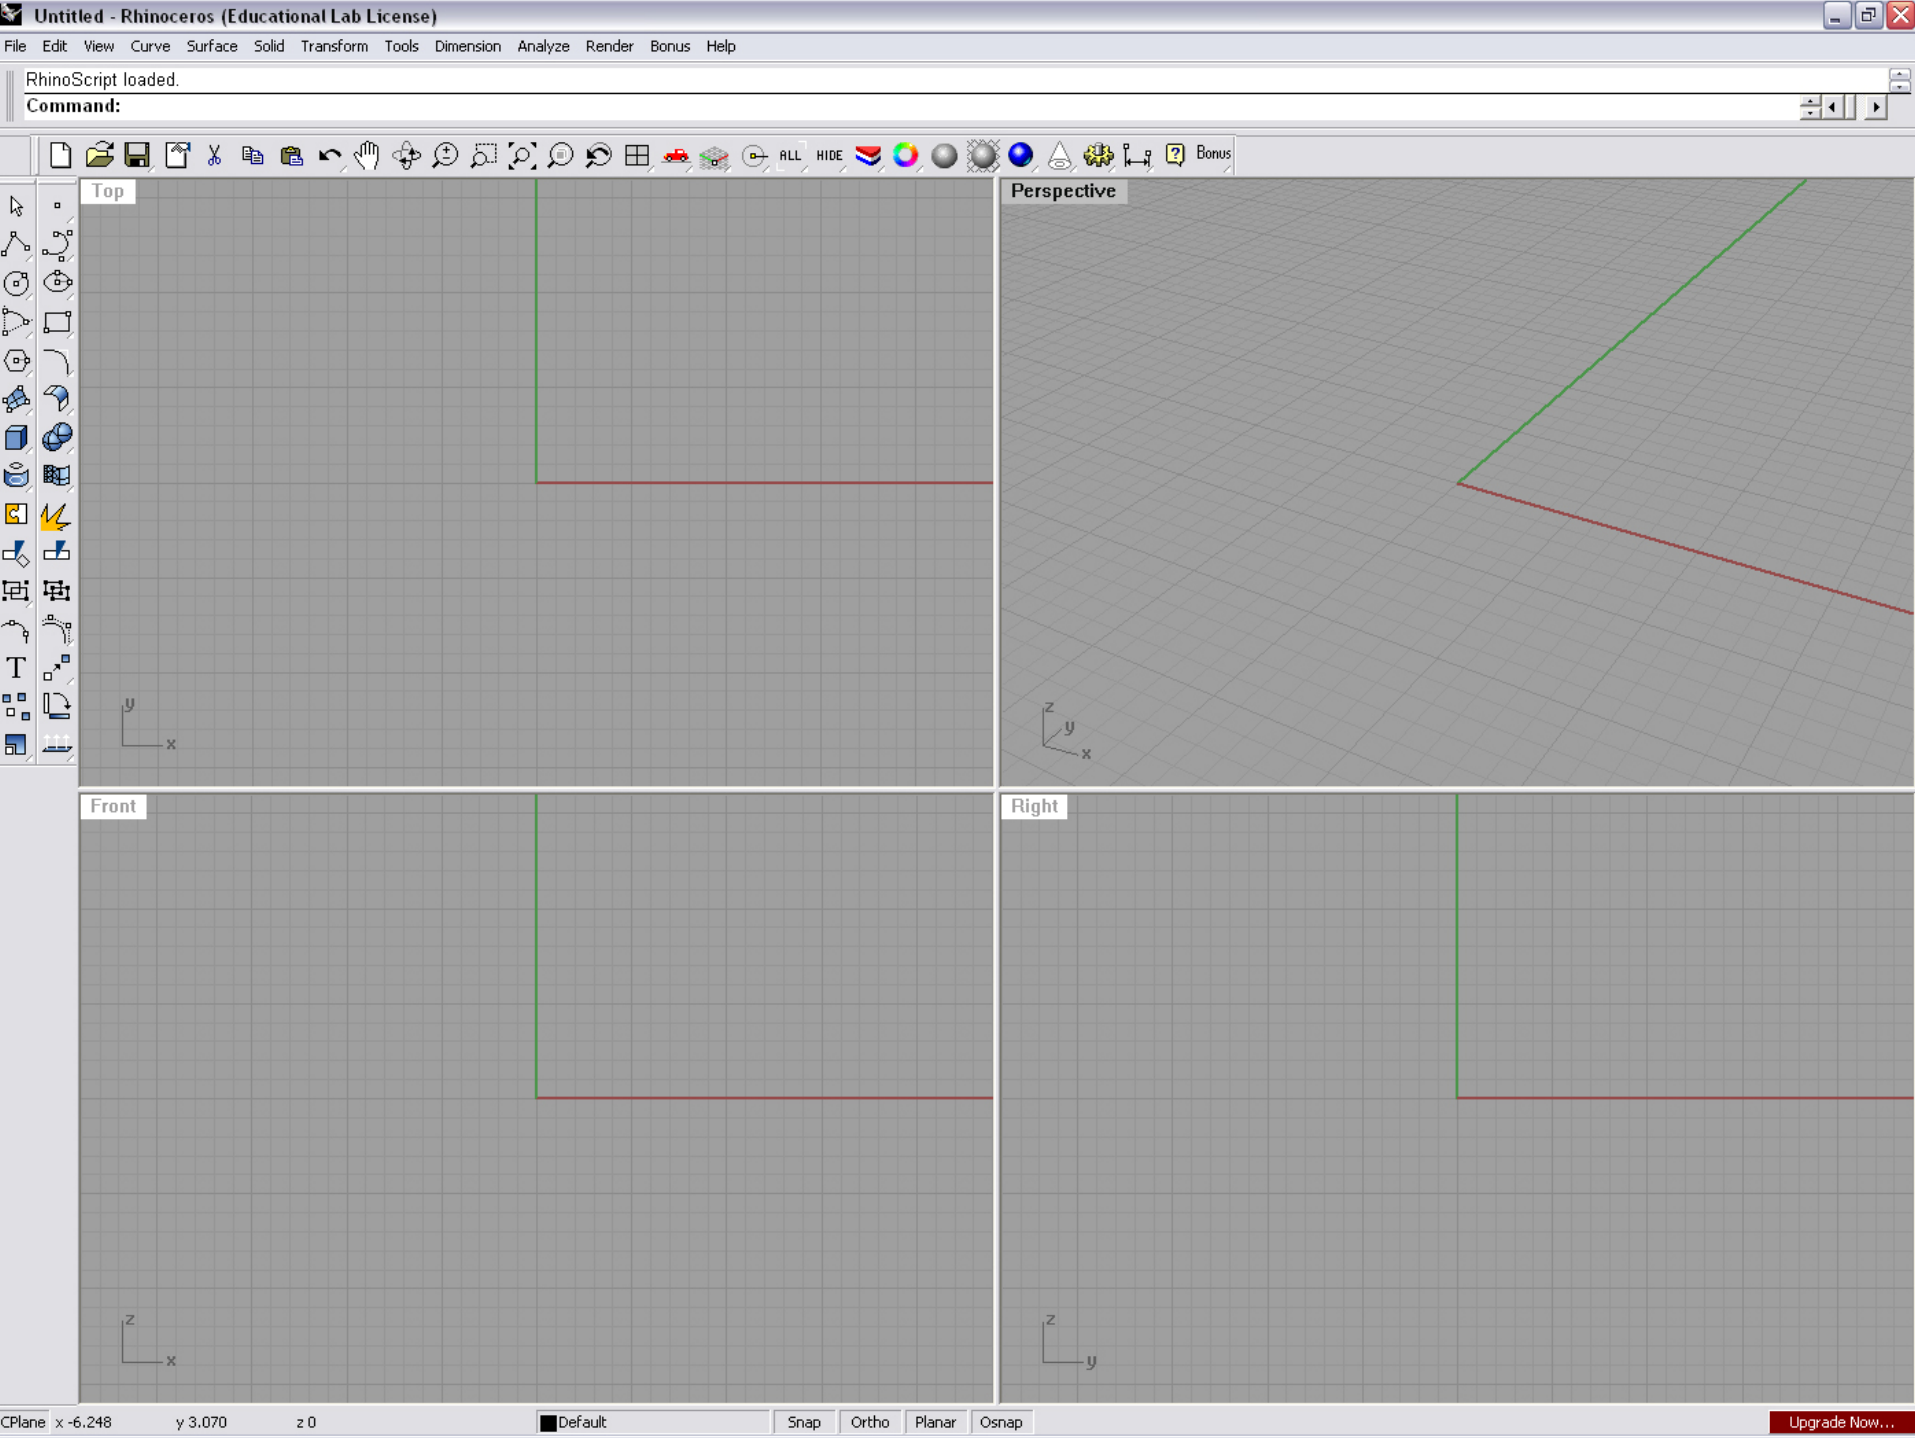 Untitled - Rhinoceros (Educational Lab License)
File Edit View Curve Surface Solid Transform Tools Dimension Analyze Render Bonus Help
RhinoScript loaded.
Command:
ALL HIDE Bonus
Top
Perspective
T
y
x
z
y
x
Front
Right
z
x
z
y
CPlane x -6.248 y 3.070 z 0 Default Snap Ortho Planar Osnap Upgrade Now...